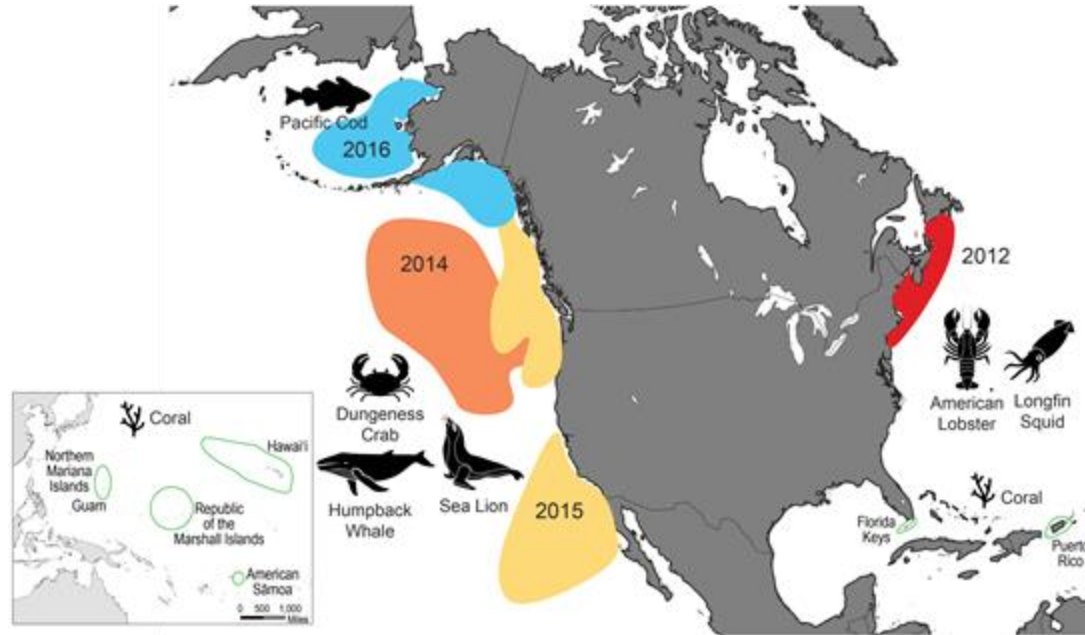 Pacific Cod
2016
2014
2012
Dungeness
Crab
American
Lobster
Longfin
Squid
Humpback
Whale
Sea Lion
2015
Coral
Florida
Keys
Puerto
Rico
Coral
Hawai'i
Northern
Mariana
Islands
Guam
Republic
of the
Marshall Islands
American
Sāmoa
0 500 1,000
Miles